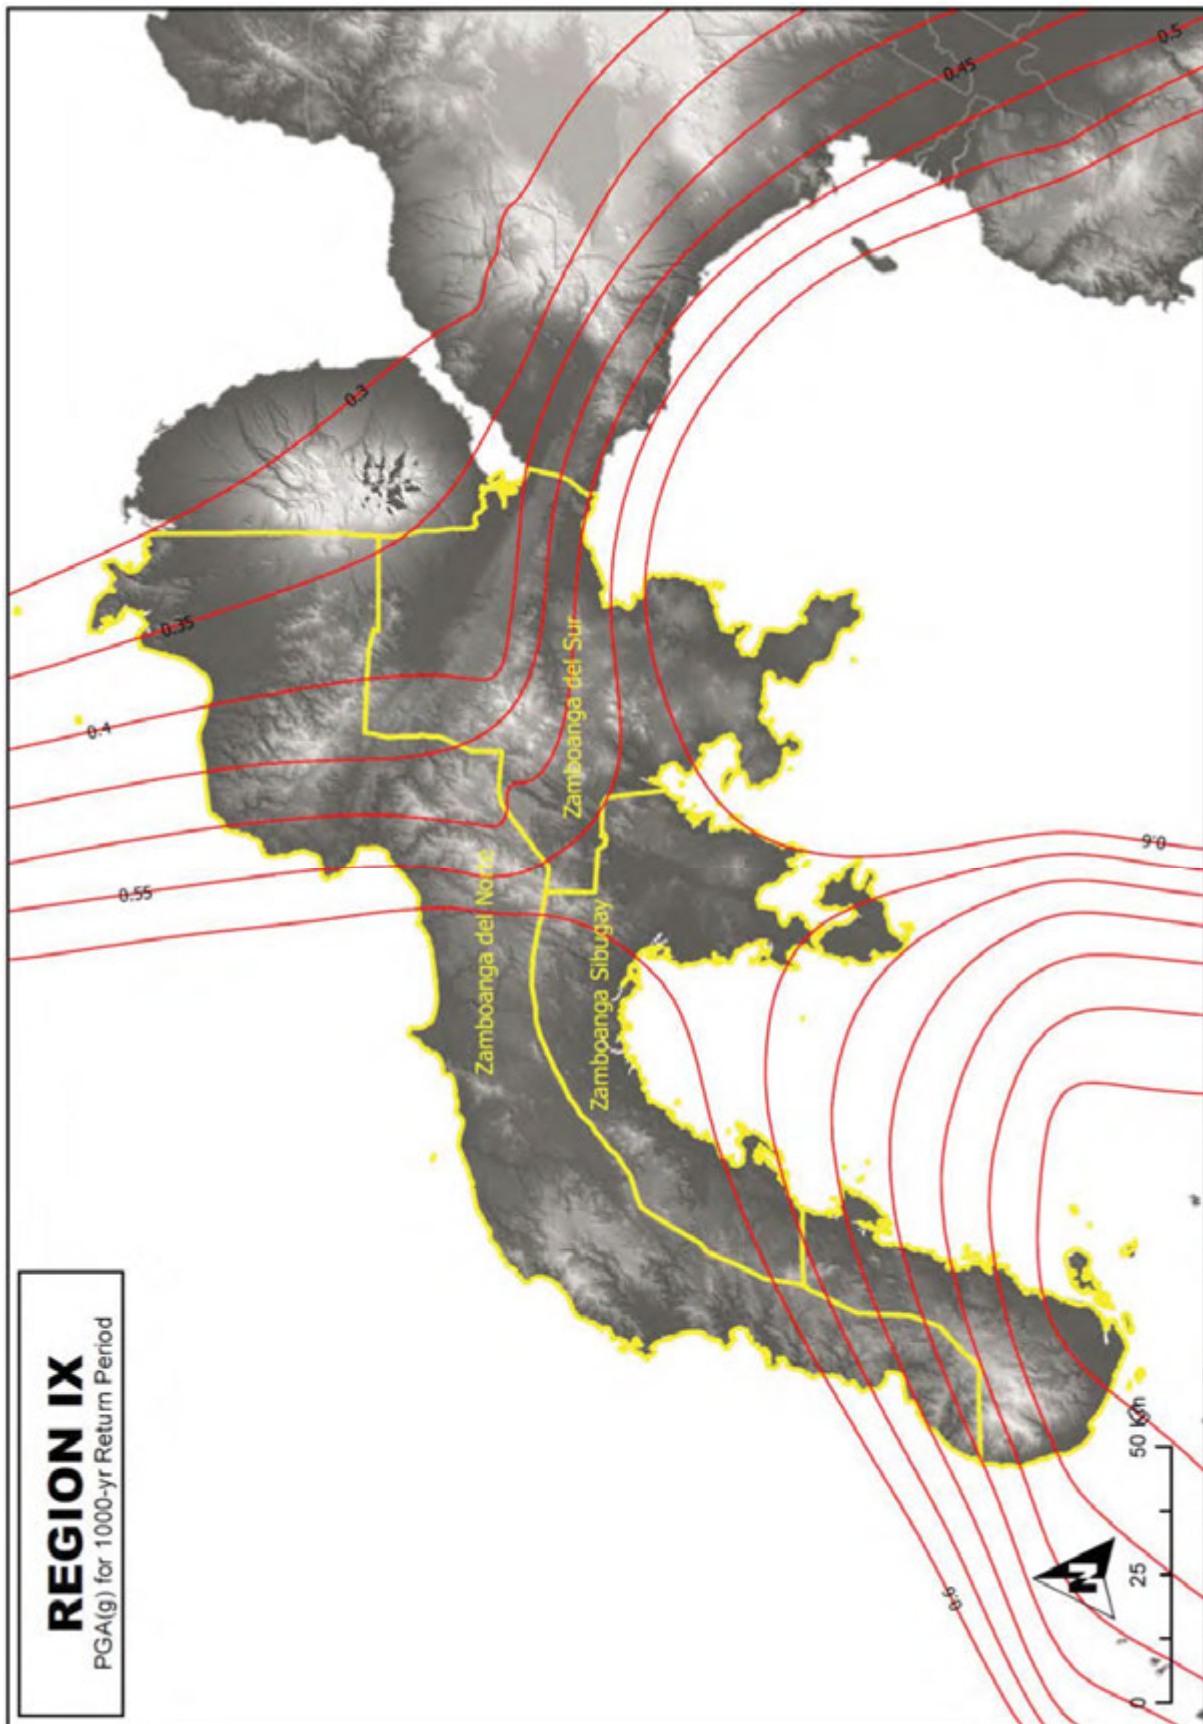 REGION IX
PGA(g) for 1000-yr Return Period
0.5
0.45
0.3
0.35
0.4
0.55
0.6
0.6
Zamboanga del Norte
Zamboanga del Sur
Zamboanga Sibugay
N
0 25 50 Km